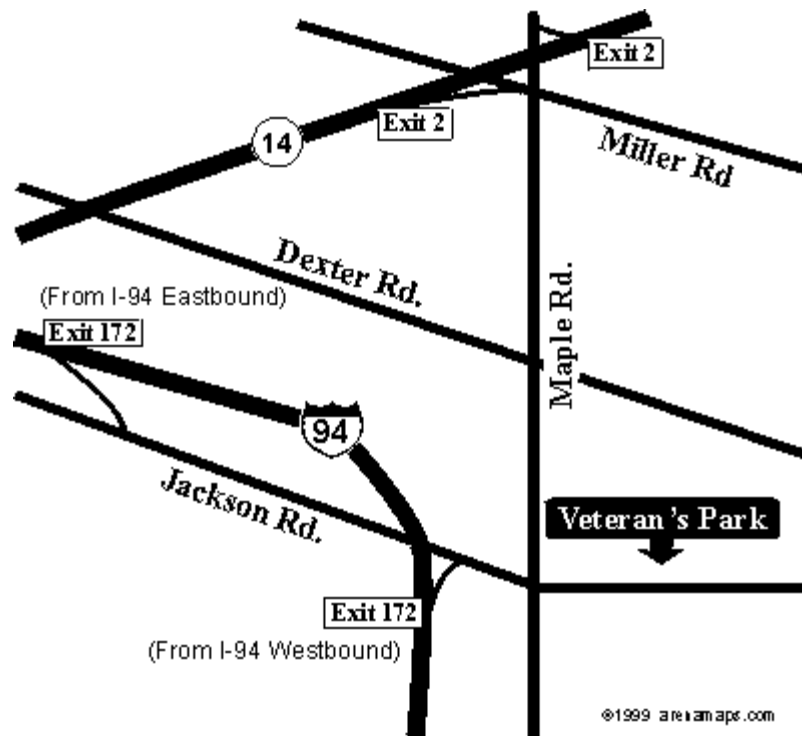 Exit 2
Exit 2
14
Miller Rd
Dexter Rd.
(From I-94 Eastbound)
Exit 172
Maple Rd.
94
Jackson Rd.
Veteran's Park
Exit 172
(From I-94 Westbound)
©1999 arenamaps.com